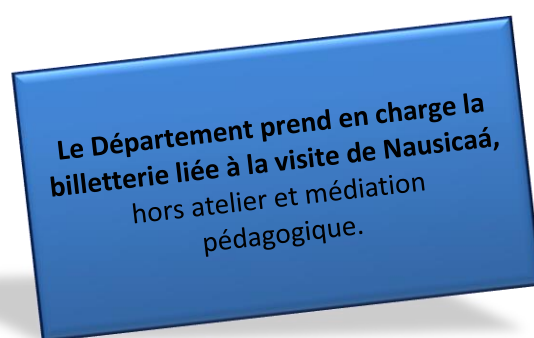 Le Département prend en charge la
billetterie liée à la visite de Nausicaá,
hors atelier et médiation
pédagogique.